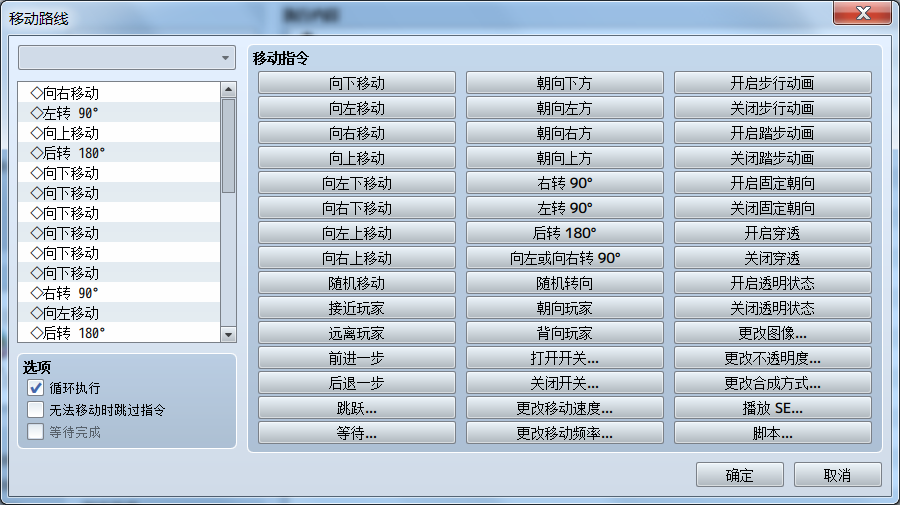 移动路线
◇向右移动
◇左转 90°
◇向上移动
◇后转 180°
◇向下移动
◇向下移动
◇向下移动
◇向下移动
◇向下移动
◇向下移动
◇右转 90°
◇向左移动
◇后转 180°
选项
循环执行
无法移动时跳过指令
等待完成
移动指令
向下移动 朝向下方 开启步行动画
向左移动 朝向左方 关闭步行动画
向右移动 朝向右方 开启踏步动画
向上移动 朝向上方 关闭踏步动画
向左下移动 右转 90° 开启固定朝向
向右下移动 左转 90° 关闭固定朝向
向左上移动 后转 180° 开启穿透
向右上移动 向左或向右转 90° 关闭穿透
随机移动 随机转向 开启透明状态
接近玩家 朝向玩家 关闭透明状态
远离玩家 背向玩家 更改图像...
前进一步 打开开关... 更改不透明度...
后退一步 关闭开关... 更改合成方式...
跳跃... 更改移动速度... 播放 SE...
等待... 更改移动频率... 脚本...
确定 取消